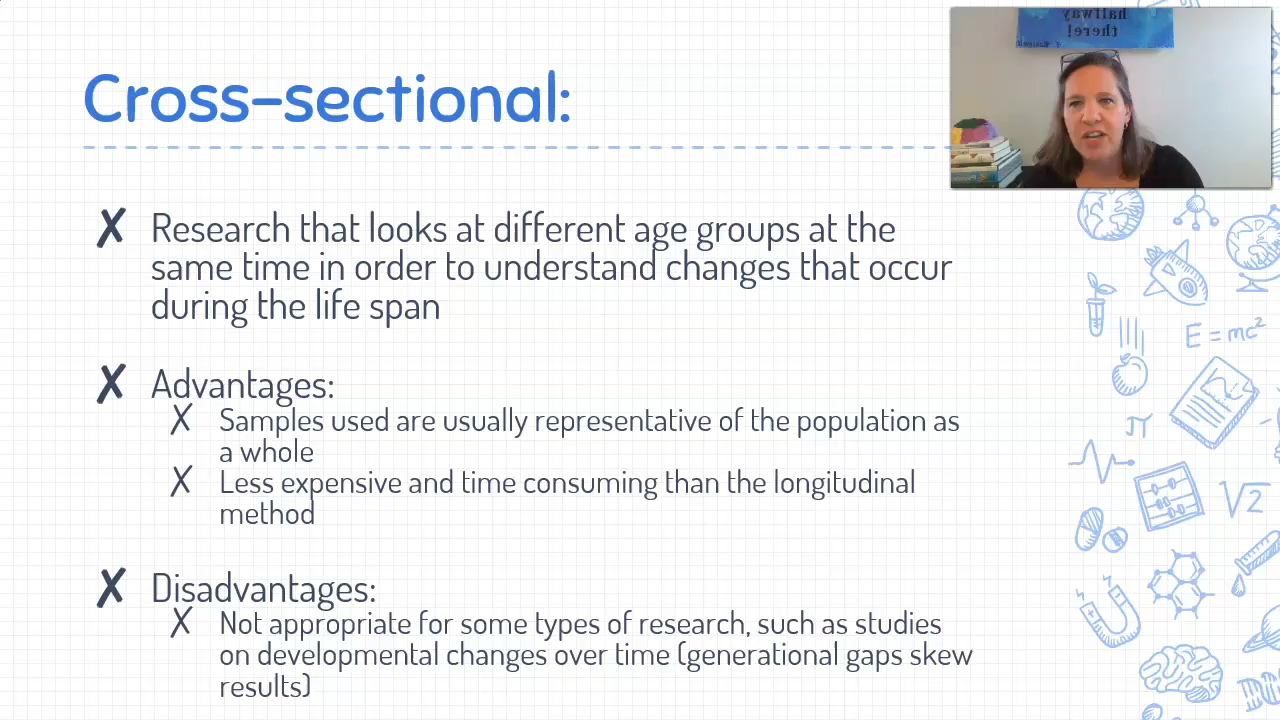 halfway
there!
Cross-sectional:
✗ Research that looks at different age groups at the
same time in order to understand changes that occur
during the life span
✗ Advantages:
✗ Samples used are usually representative of the population as
a whole
✗ Less expensive and time consuming than the longitudinal
method
✗ Disadvantages:
✗ Not appropriate for some types of research, such as studies
on developmental changes over time (generational gaps skew
results)
E = mc²
π
√2